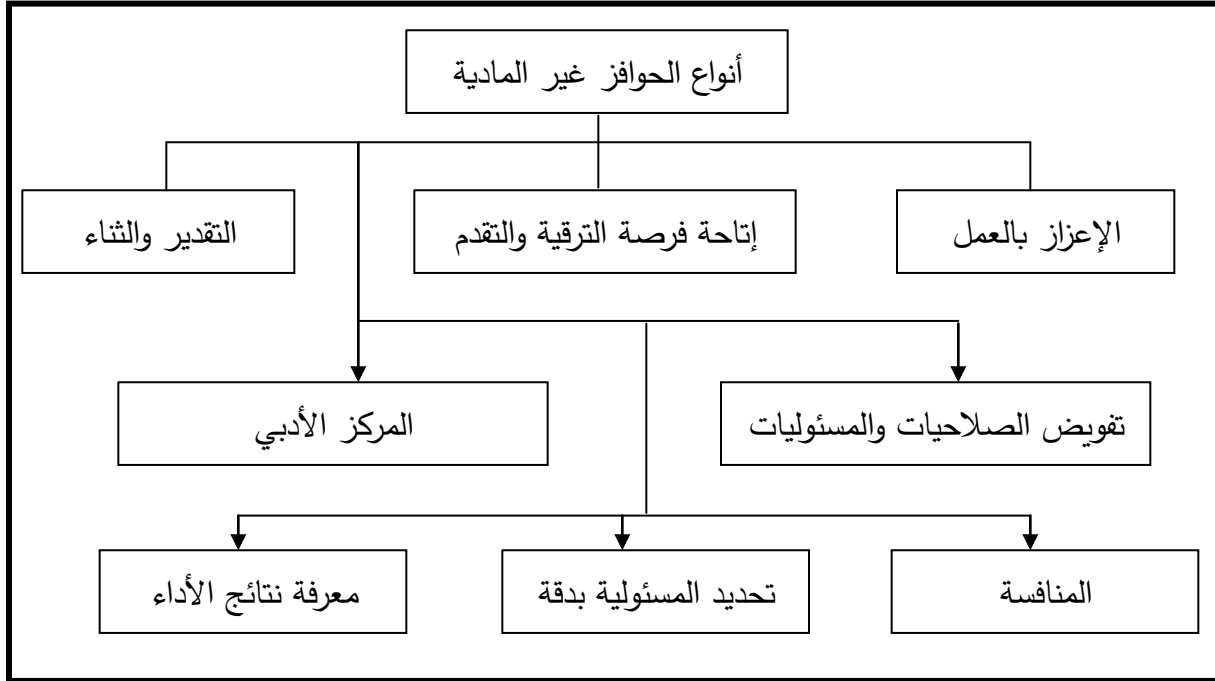 أنواع الحوافز غير المادية
الإعزاز بالعمل
إتاحة فرصة الترقية والتقدم
التقدير والثناء
تفويض الصلاحيات والمسئوليات
المركز الأدبي
المنافسة
تحديد المسئولية بدقة
معرفة نتائج الأداء